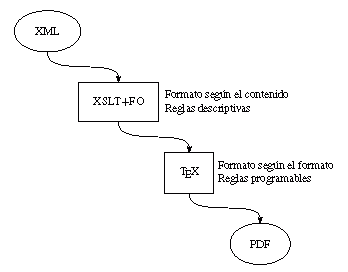 XML
XSLT+FO
Formato según el contenido
Reglas descriptivas
TEX
Formato según el formato
Reglas programables
PDF